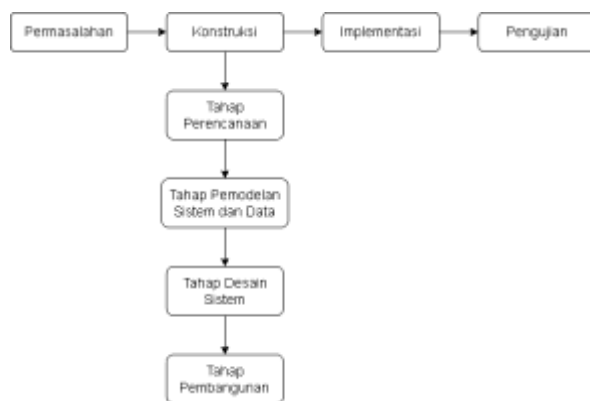 Permasalahan
Konstruksi
Implementasi
Pengujian
Tahap
Perencanaan
Tahap Pemodelan
Sistem dan Data
Tahap Desain
Sistem
Tahap
Pembangunan